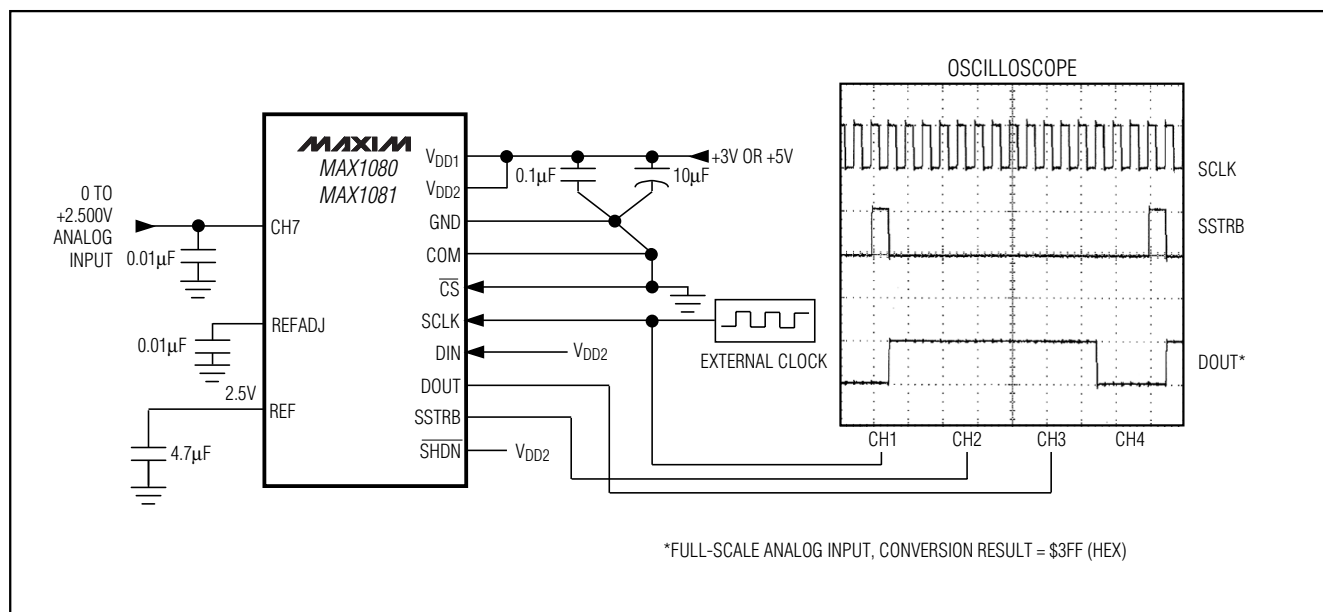 OSCILLOSCOPE
MAXIM
MAX1080
MAX1081
VDD1
VDD2
GND
COM
CS
SCLK
DIN
DOUT
SSTRB
SHDN
CH7
REFADJ
REF
0 TO
+2.500V
ANALOG
INPUT
0.01µF
0.01µF
2.5V
4.7µF
0.1µF
10µF
+3V OR +5V
VDD2
VDD2
EXTERNAL CLOCK
SCLK
SSTRB
DOUT*
CH1 CH2 CH3 CH4
*FULL-SCALE ANALOG INPUT, CONVERSION RESULT = $3FF (HEX)